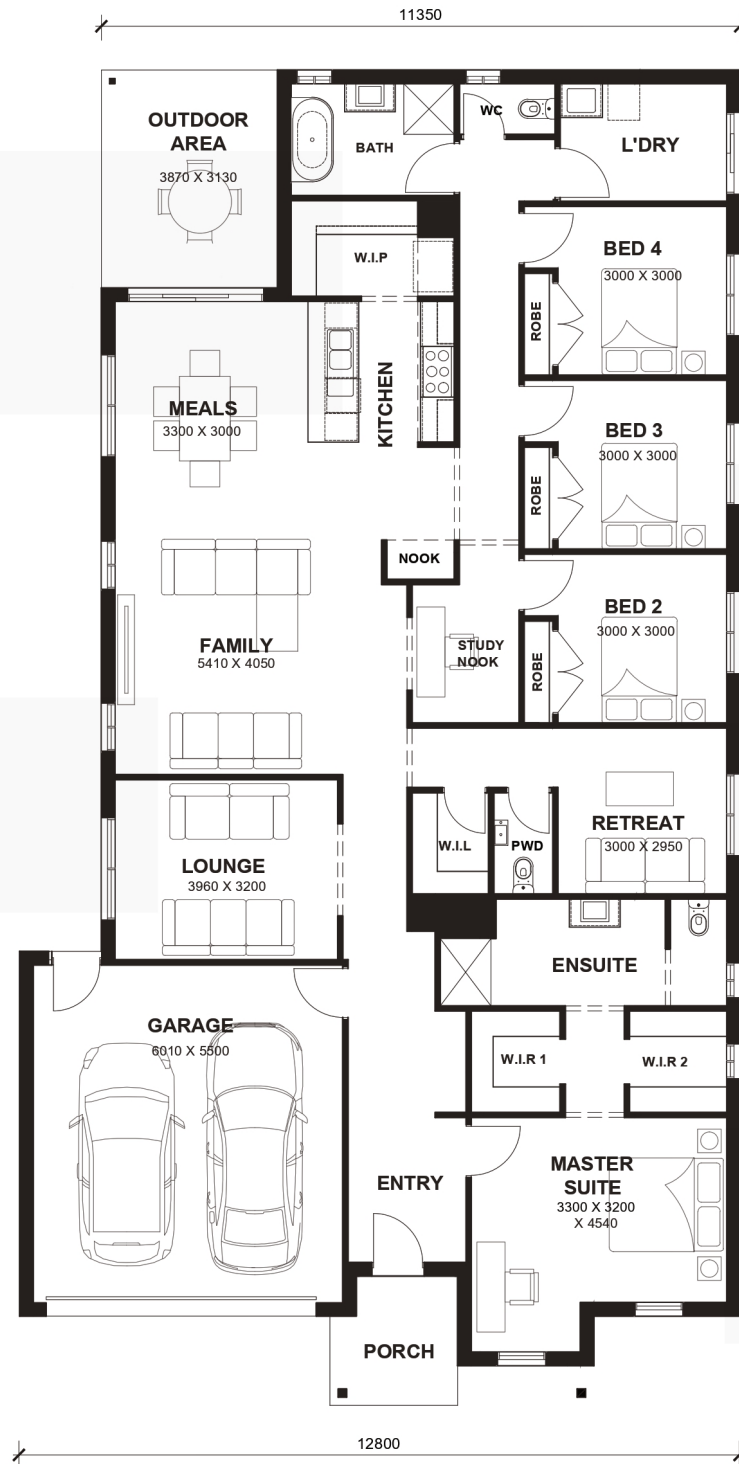 11350
OUTDOOR
AREA
3870 X 3130
BATH
WC
L'DRY
W.I.P
BED 4
3000 X 3000
ROBE
KITCHEN
MEALS
3300 X 3000
BED 3
3000 X 3000
ROBE
NOOK
BED 2
3000 X 3000
FAMILY
5410 X 4050
STUDY
NOOK
ROBE
RETREAT
3000 X 2950
W.I.L
PWD
LOUNGE
3960 X 3200
ENSUITE
GARAGE
6010 X 5500
W.I.R 1
W.I.R 2
MASTER
SUITE
3300 X 3200
X 4540
ENTRY
PORCH
12800